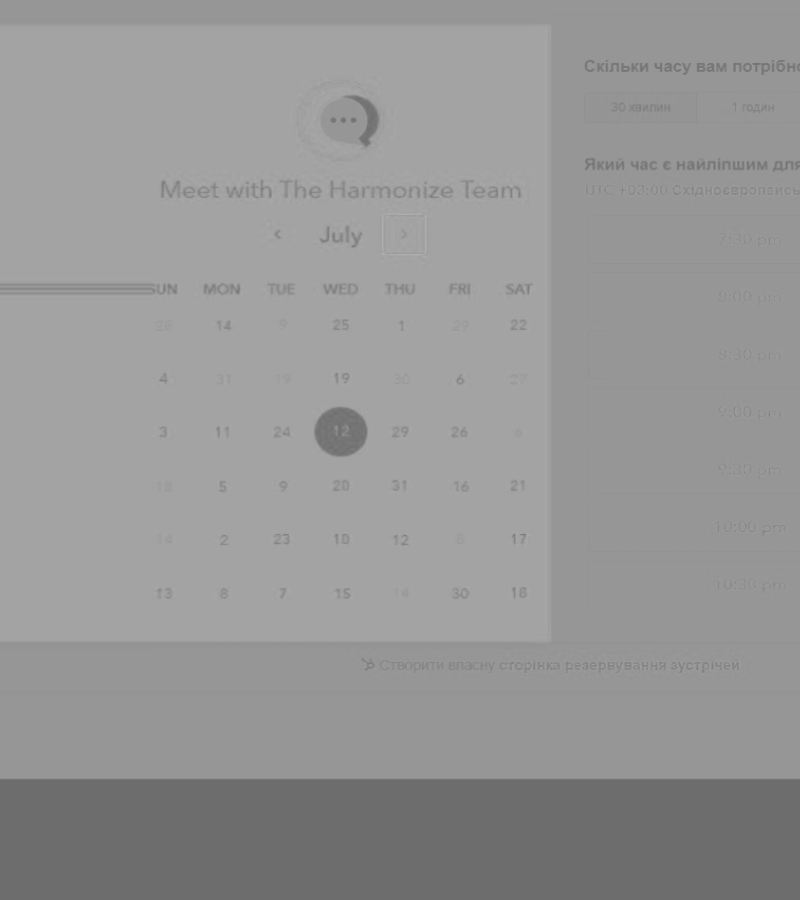 Meet with The Harmonize Team
July
SUN MON TUE WED THU FRI SAT
28 14 9 25 1 29 22
4 31 19 19 30 6 27
3 11 24 12 29 26 6
5 9 20 31 16 21
14 2 23 10 12 8 17
13 8 7 15 14 30 18
Скільки часу вам потрібно
30 хвилин 1 годин
Який час є найліпшим для
UTC +03:00 Східноєвропейсь
7:30 pm
8:00 pm
8:30 pm
9:00 pm
9:30 pm
10:00 pm
10:30 pm
Створити власну сторінка резервування зустрічей